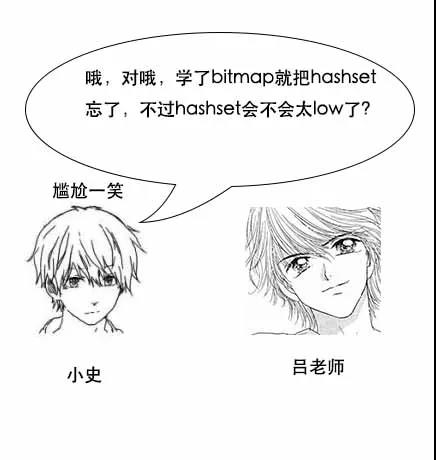 哦，对哦，学了bitmap就把hashset
忘了，不过hashset会不会太low了?
尴尬一笑
小史
吕老师